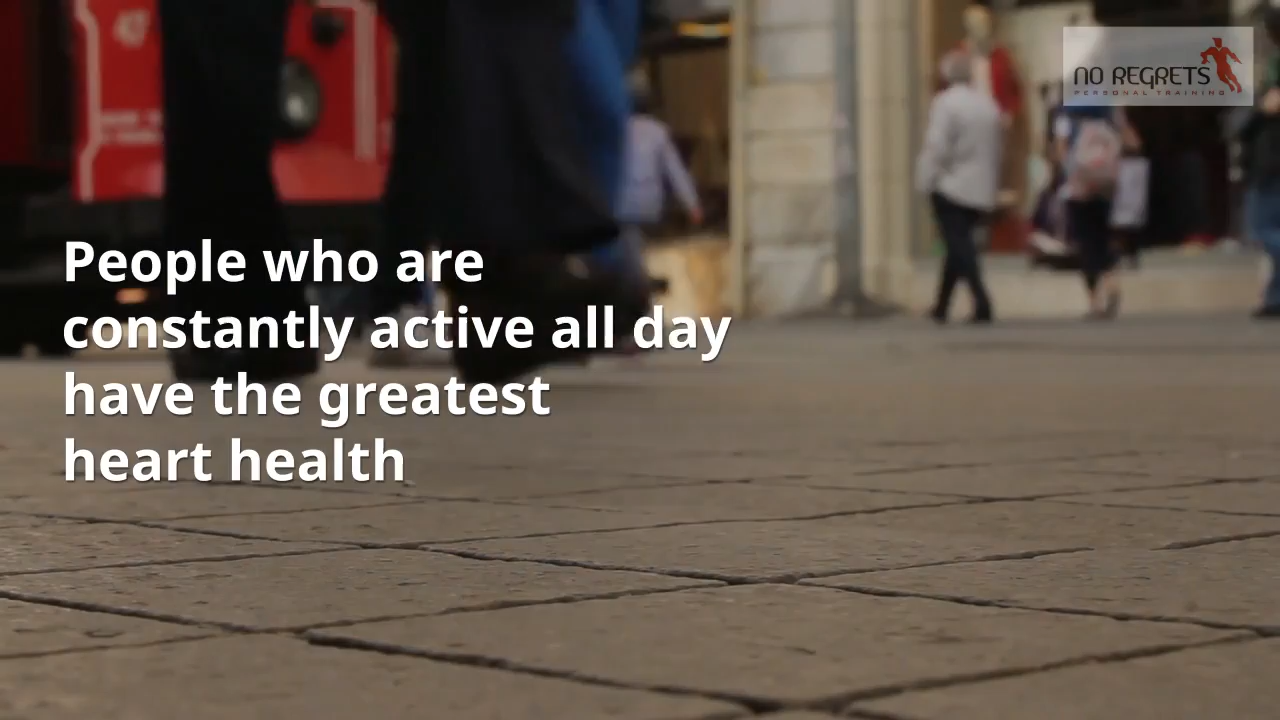 NO REGRETS
PERSONAL TRAINING
People who are
constantly active all day
have the greatest
heart health